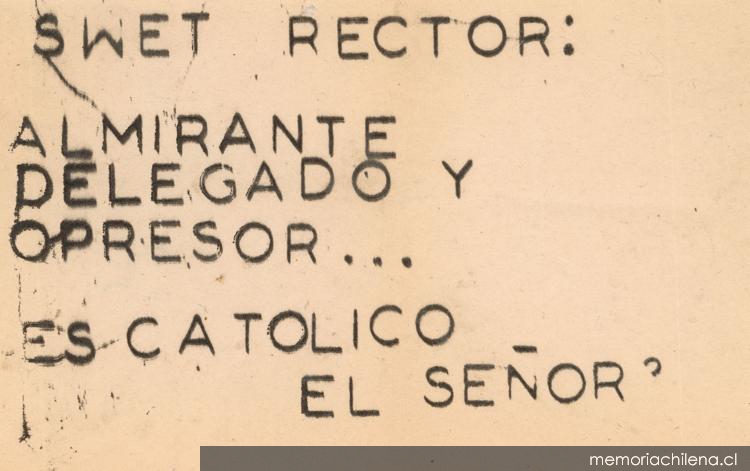 SWET RECTOR:
ALMIRANTE
DELEGADO Y
OPRESOR...
ES CATOLICO
EL SEÑOR?
memoriachilena.cl